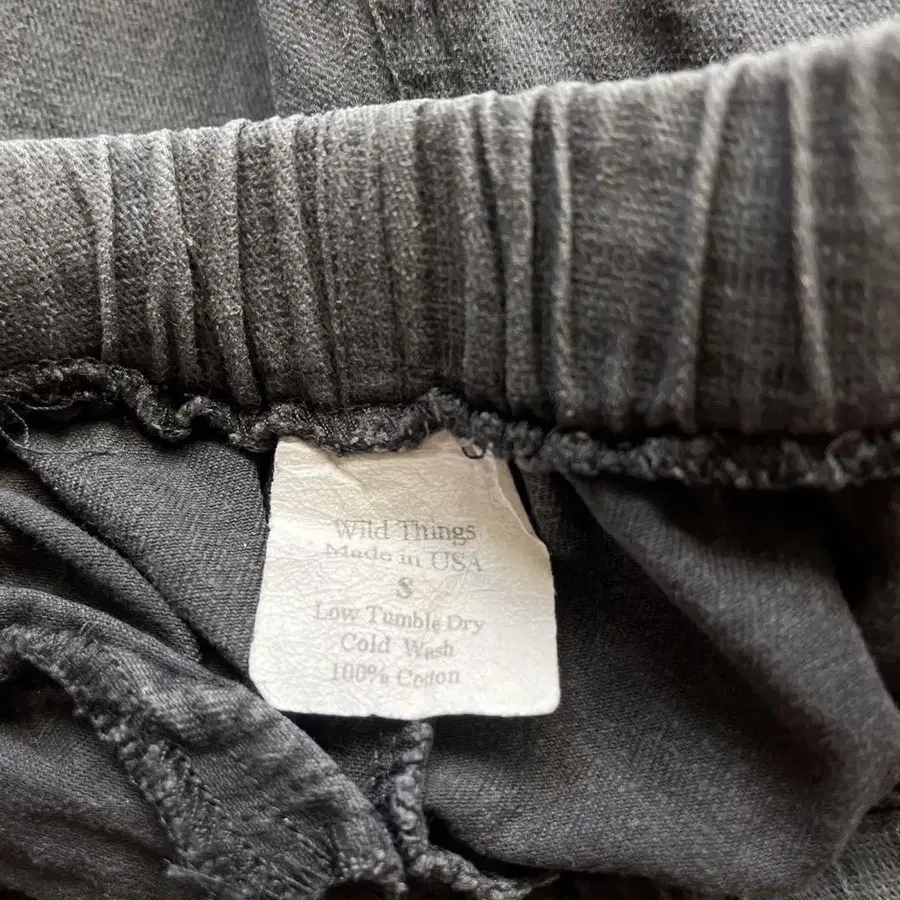 Wild Things
Made in USA
S
Low Tumble Dry
Cold Wash
100% Cotton